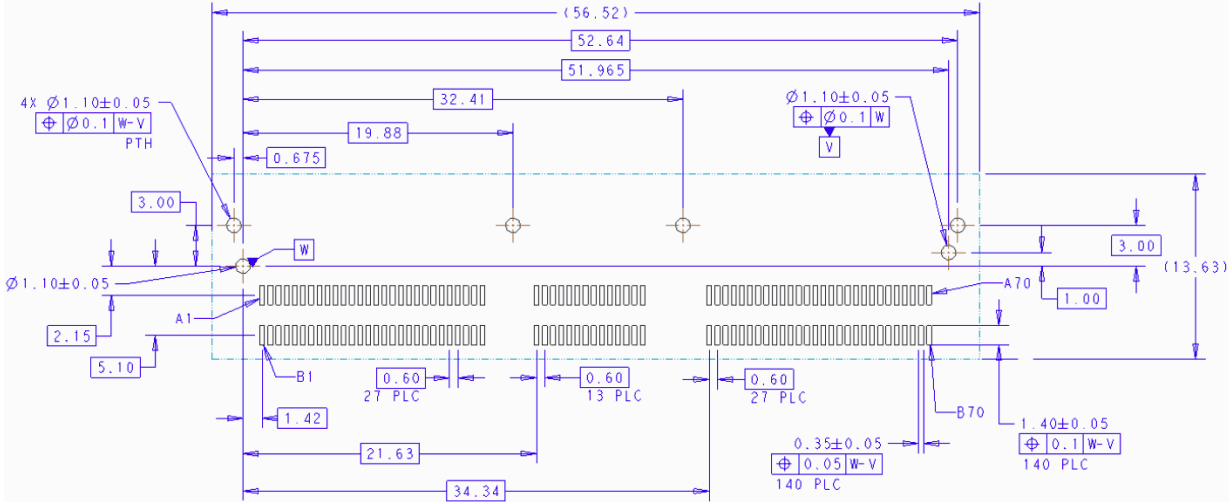 (56.52)
52.64
51.965
4X Ø1.10±0.05
⌖ Ø0.1 W-V
PTH
32.41
Ø1.10±0.05
⌖ Ø0.1 W
V
19.88
0.675
3.00
W
3.00
(13.63)
Ø1.10±0.05
A1
A70
1.00
2.15
5.10
B1
0.60
27 PLC
0.60
13 PLC
0.60
27 PLC
B70
1.42
1.40±0.05
⌖ 0.1 W-V
140 PLC
21.63
0.35±0.05
⌖ 0.05 W-V
140 PLC
34.34